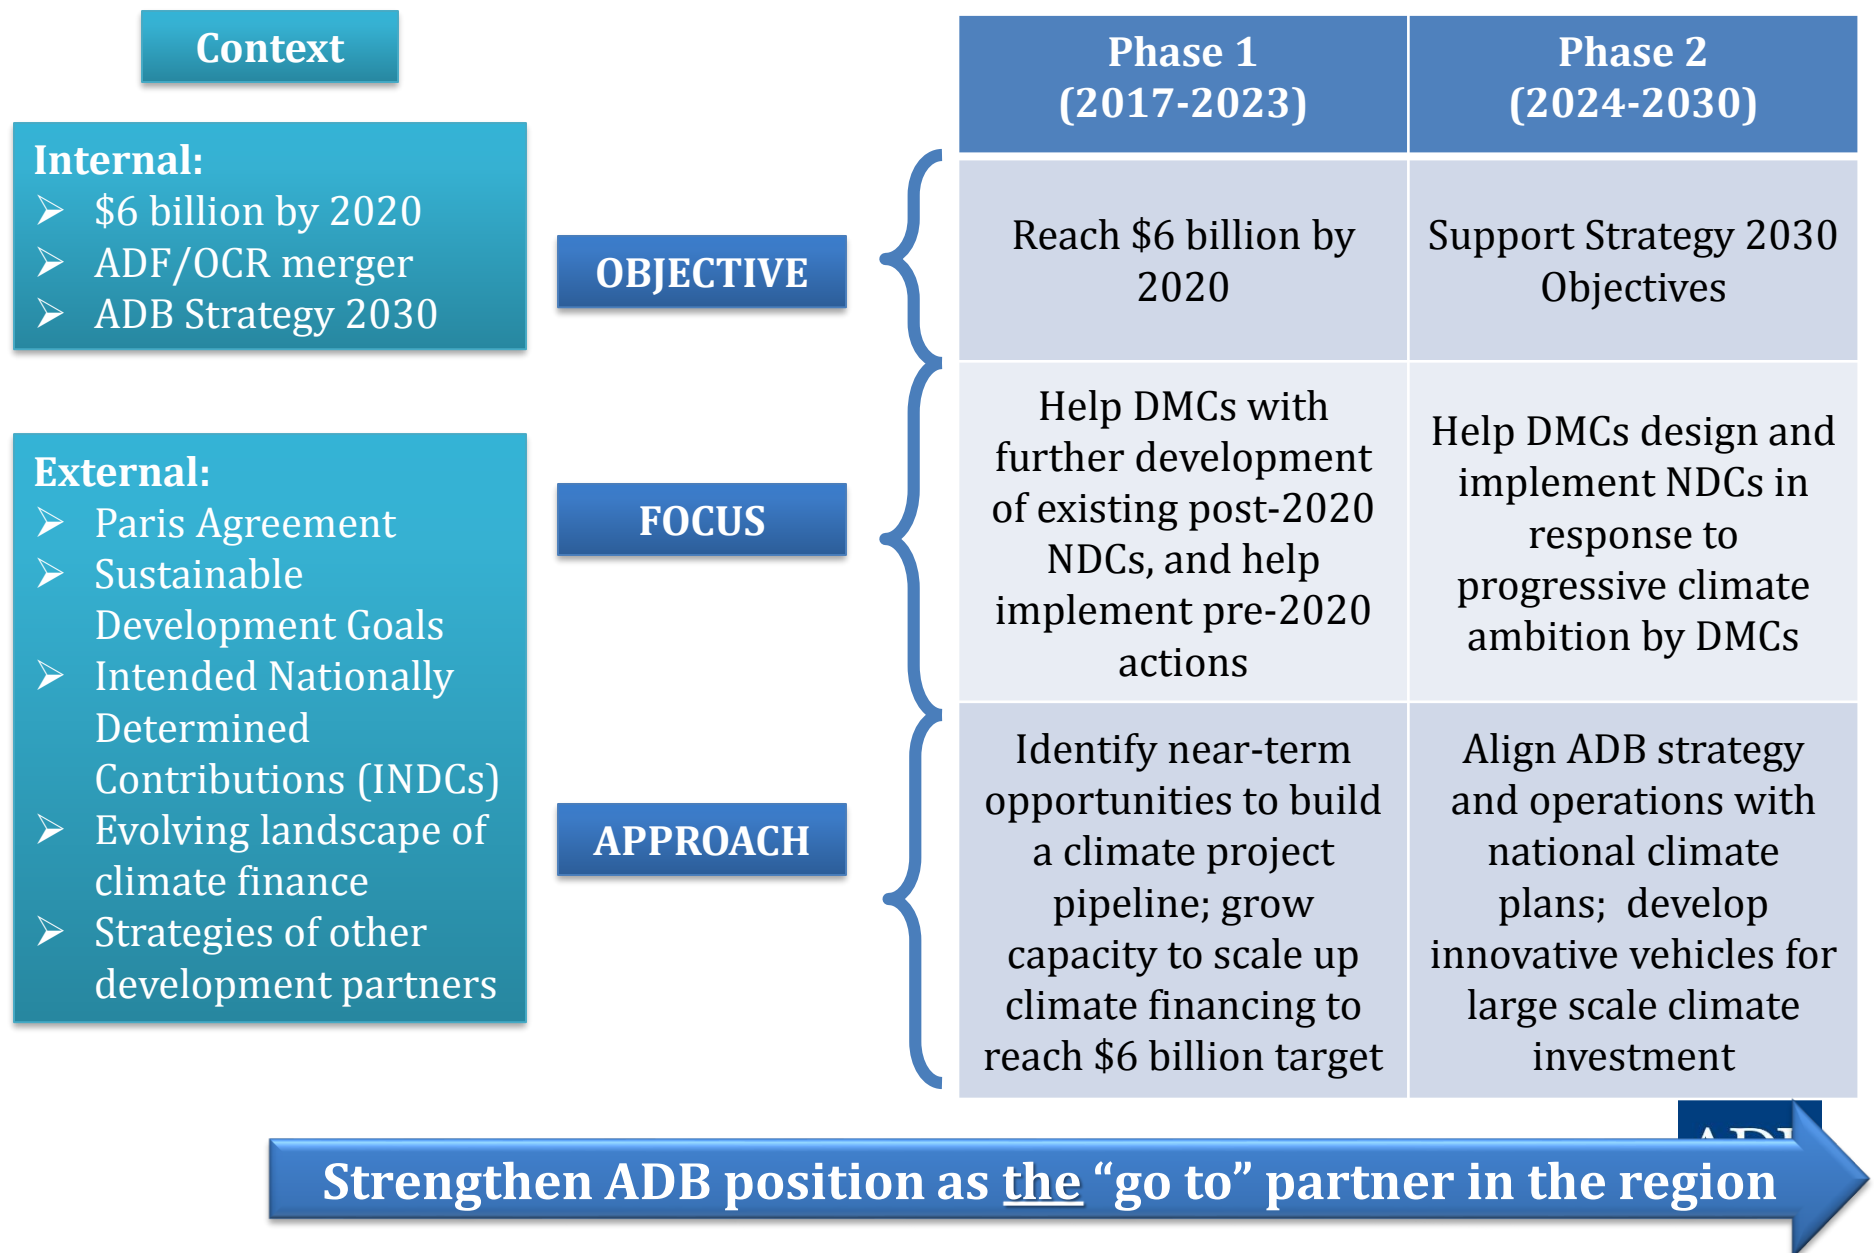 Context
Internal:
➢ $6 billion by 2020
➢ ADF/OCR merger
➢ ADB Strategy 2030
External:
➢ Paris Agreement
➢ Sustainable
Development Goals
➢ Intended Nationally
Determined
Contributions (INDCs)
➢ Evolving landscape of
climate finance
➢ Strategies of other
development partners
OBJECTIVE
FOCUS
APPROACH
Phase 1
(2017-2023)
Phase 2
(2024-2030)
Reach $6 billion by
2020
Support Strategy 2030
Objectives
Help DMCs with
further development
of existing post-2020
NDCs, and help
implement pre-2020
actions
Help DMCs design and
implement NDCs in
response to
progressive climate
ambition by DMCs
Identify near-term
opportunities to build
a climate project
pipeline; grow
capacity to scale up
climate financing to
reach $6 billion target
Align ADB strategy
and operations with
national climate
plans;  develop
innovative vehicles for
large scale climate
investment
Strengthen ADB position as the “go to” partner in the region